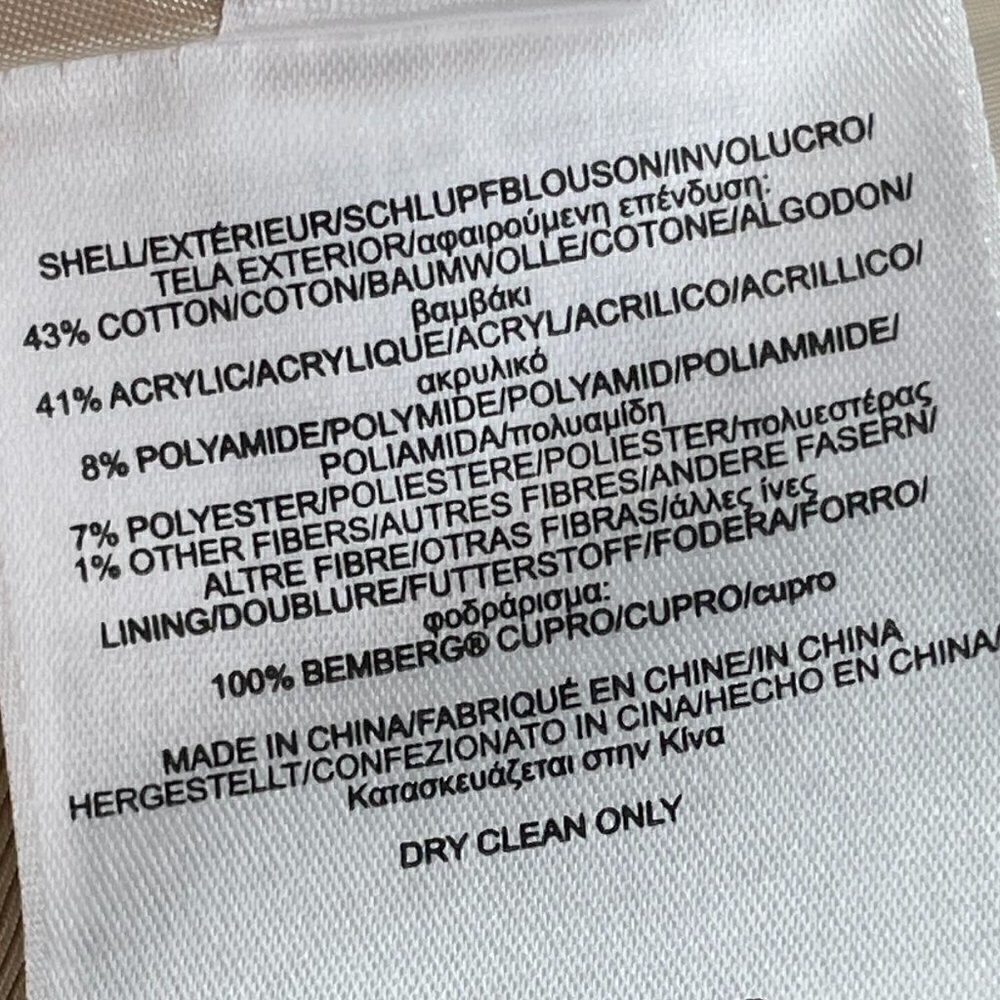 SHELL/EXTÉRIEUR/SCHLUPFBLOUSON/INVOLUCRO/
TELA EXTERIOR/αφαιρούμενη επένδυση:
43% COTTON/COTON/BAUMWOLLE/COTONE/ALGODON/
βαμβάκι
41% ACRYLIC/ACRYLIQUE/ACRYL/ACRILICO/ACRILLICO/
ακρυλικό
8% POLYAMIDE/POLYMIDE/POLYAMID/POLIAMMIDE/
POLIAMIDA/πολυαμίδη
7% POLYESTER/POLIESTERE/POLIESTER/πολυεστέρας
1% OTHER FIBERS/AUTRES FIBRES/ANDERE FASERN/
ALTRE FIBRE/OTRAS FIBRAS/άλλες ίνες
LINING/DOUBLURE/FUTTERSTOFF/FODERA/FORRO/
φοδράρισμα:
100% BEMBERG® CUPRO/CUPRO/cupro
MADE IN CHINA/FABRIQUÉ EN CHINE/IN CHINA
HERGESTELLT/CONFEZIONATO IN CINA/HECHO EN CHINA/
Κατασκευάζεται στην Κίνα
DRY CLEAN ONLY